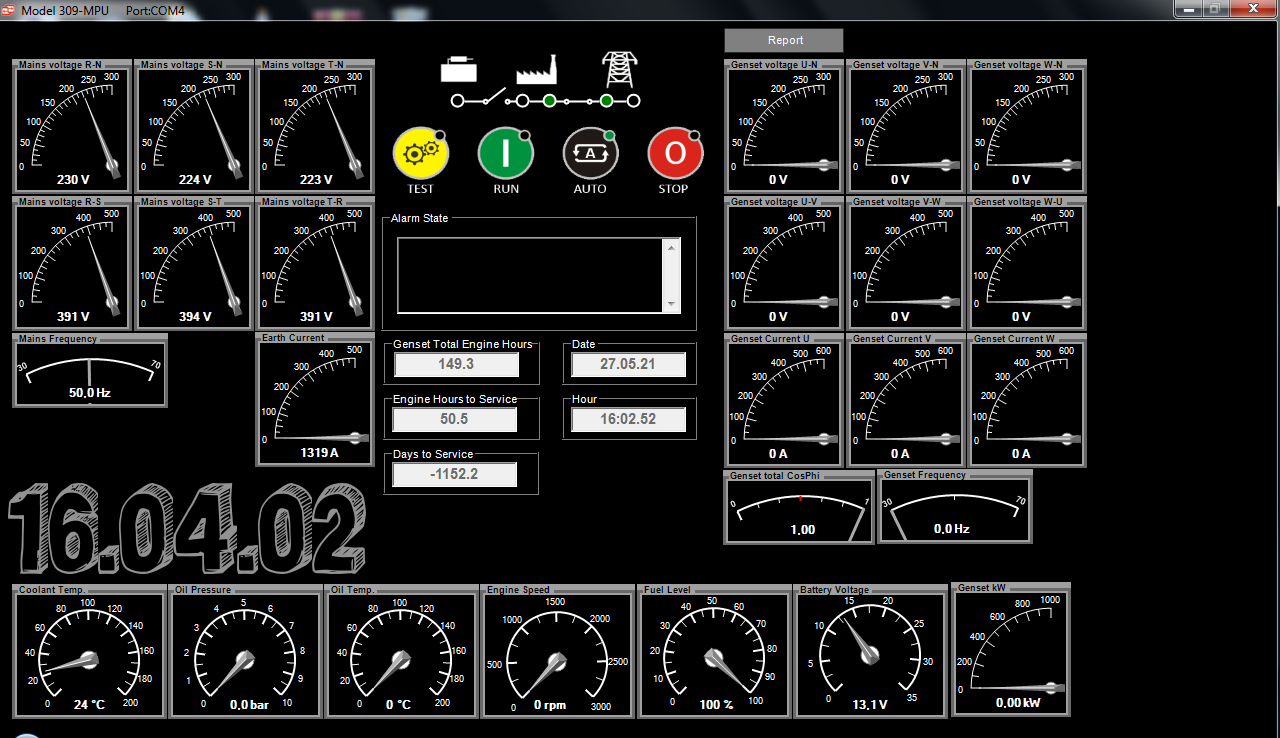 Model 309-MPU Port:COM4
Report
Mains voltage R-N
0 50 100 150 200 250 300
230 V
Mains voltage S-N
0 50 100 150 200 250 300
224 V
Mains voltage T-N
0 50 100 150 200 250 300
223 V
Mains voltage R-S
0 100 200 300 400 500
391 V
Mains voltage S-T
0 100 200 300 400 500
394 V
Mains voltage T-R
0 100 200 300 400 500
391 V
Mains Frequency
30 70
50.0 Hz
Earth Current
0 100 200 300 400 500
1319 A
16.04.02
I
A
O
TEST
RUN
AUTO
STOP
Alarm State
Genset Total Engine Hours
149.3
Date
27.05.21
Engine Hours to Service
50.5
Hour
16:02.52
Days to Service
-1152.2
Genset voltage U-N
0 50 100 150 200 250 300
0 V
Genset voltage V-N
0 50 100 150 200 250 300
0 V
Genset voltage W-N
0 50 100 150 200 250 300
0 V
Genset voltage U-V
0 100 200 300 400 500
0 V
Genset voltage V-W
0 100 200 300 400 500
0 V
Genset voltage W-U
0 100 200 300 400 500
0 V
Genset Current U
0 100 200 300 400 500 600
0 A
Genset Current V
0 100 200 300 400 500 600
0 A
Genset Current W
0 100 200 300 400 500 600
0 A
Genset total CosPhi
0 1
1.00
Genset Frequency
30 70
0.0 Hz
Coolant Temp.
0 20 40 60 80 100 120 140 160 180 200
24 °C
Oil Pressure
0 1 2 3 4 5 6 7 8 9 10
0.0 bar
Oil Temp.
0 20 40 60 80 100 120 140 160 180 200
0 °C
Engine Speed
0 500 1000 1500 2000 2500 3000
0 rpm
Fuel Level
0 10 20 30 40 50 60 70 80 90 100
100 %
Battery Voltage
0 5 10 15 20 25 30 35
13.1 V
Genset kW
0 200 400 600 800 1000
0.00 kW